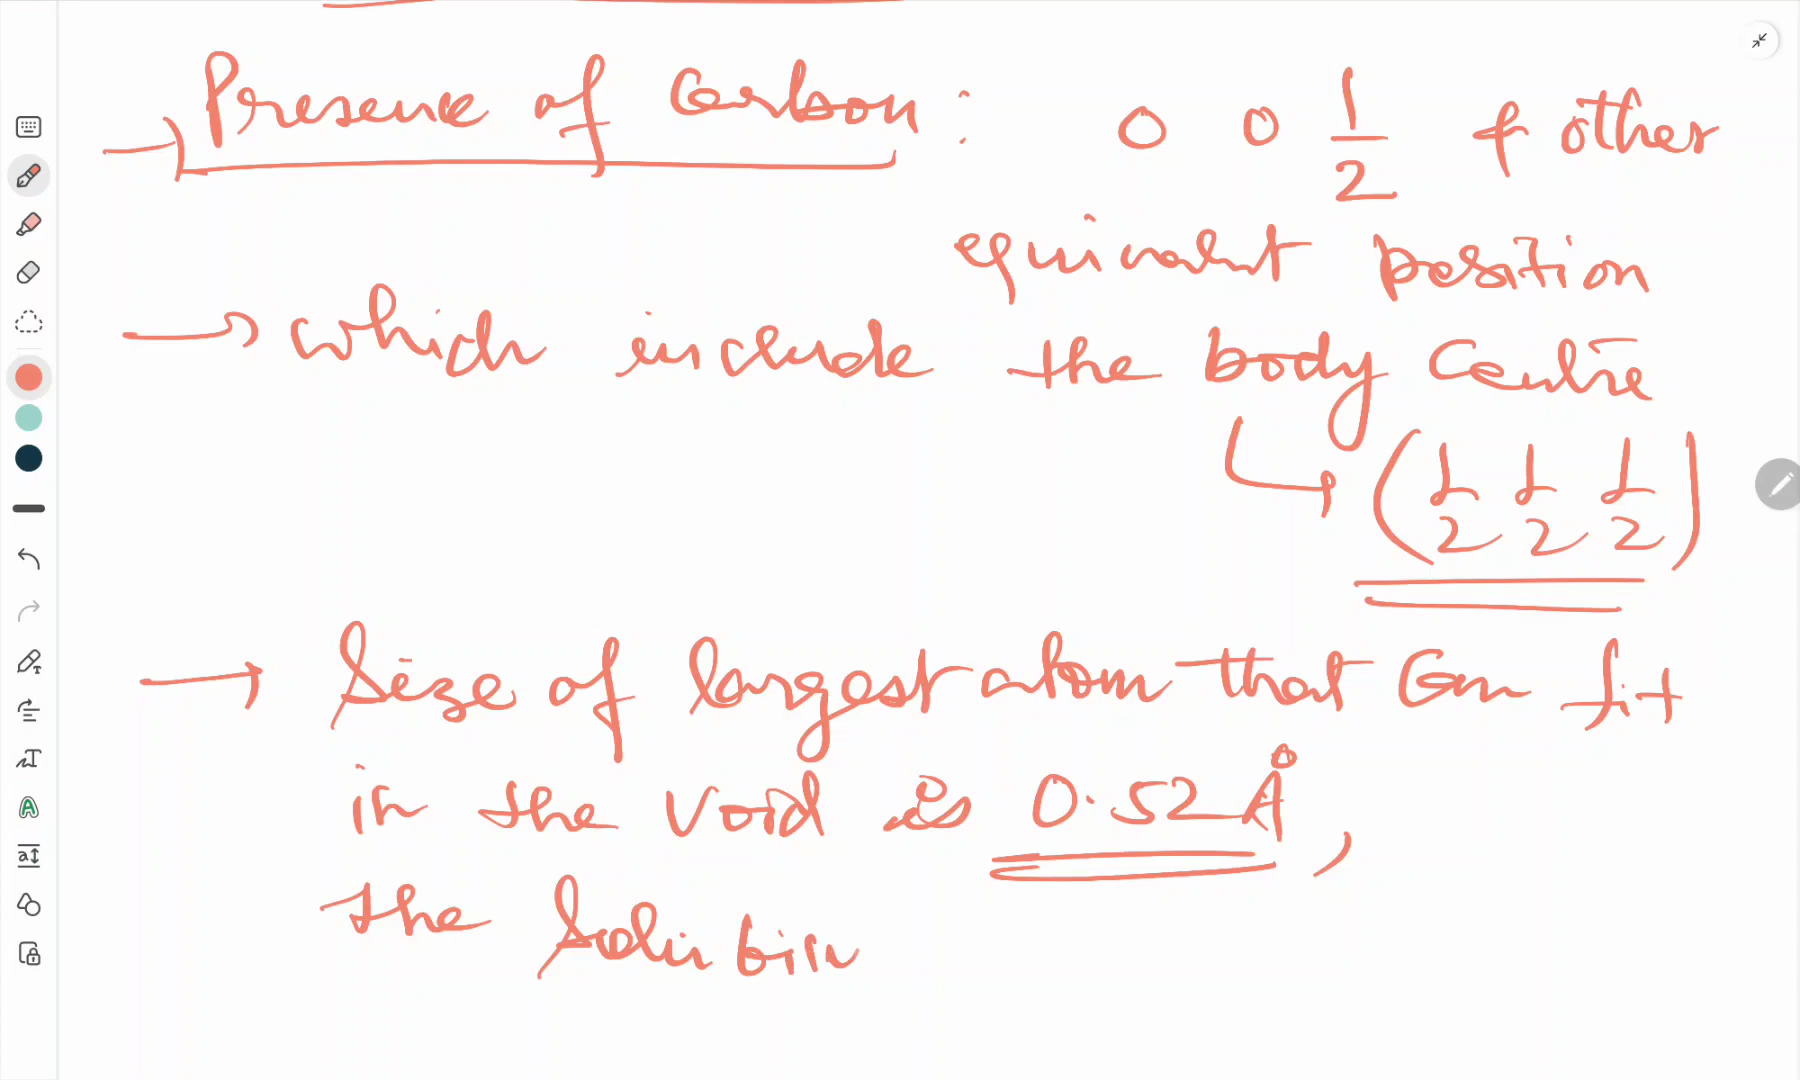 → Presence of Carbon : 0 0 1/2 & other
equivalent position
→ which include the body centre
(1/2 1/2 1/2)
→ Size of largest atom that can fit
in the void is 0.52 Å,
the